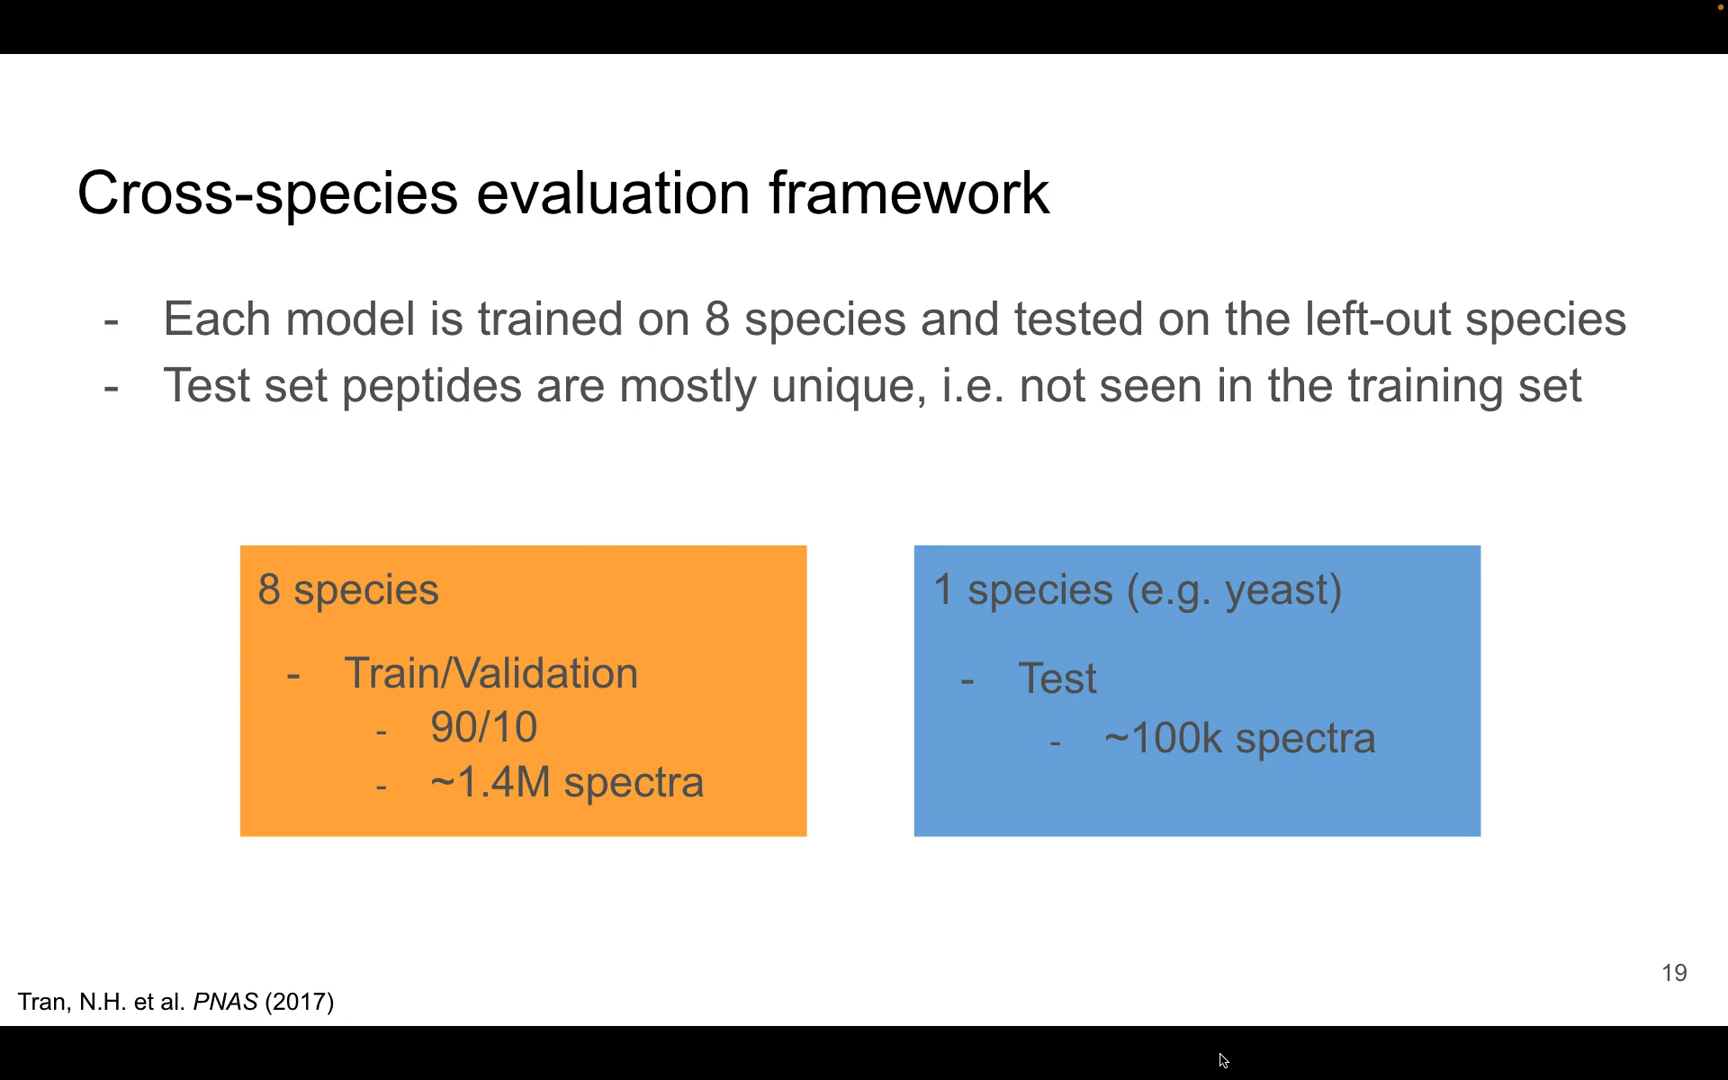 Cross-species evaluation framework
- Each model is trained on 8 species and tested on the left-out species
- Test set peptides are mostly unique, i.e. not seen in the training set
8 species
- Train/Validation
- 90/10
- ~1.4M spectra
1 species (e.g. yeast)
- Test
- ~100k spectra
19
Tran, N.H. et al. PNAS (2017)